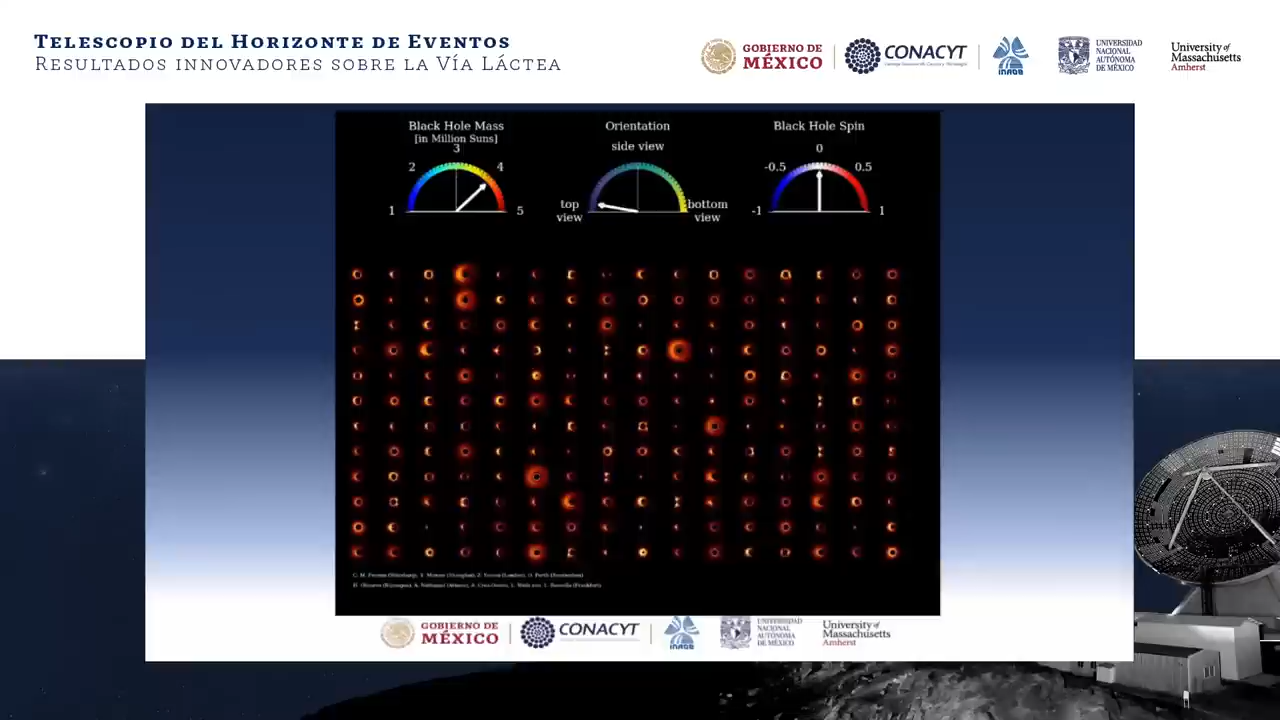 TELESCOPIO DEL HORIZONTE DE EVENTOS
RESULTADOS INNOVADORES SOBRE LA VÍA LÁCTEA
GOBIERNO DE
MÉXICO
CONACYT
INAOE
UNIVERSIDAD
NACIONAL
AUTÓNOMA
DE MÉXICO
University of
Massachusetts
Amherst
Black Hole Mass
[in Million Suns]
1
2
3
4
5
Orientation
side view
top
view
bottom
view
Black Hole Spin
-1
-0.5
0
0.5
1
GOBIERNO DE
MÉXICO
CONACYT
INAOE
UNIVERSIDAD
NACIONAL
AUTÓNOMA
DE MÉXICO
University of
Massachusetts
Amherst